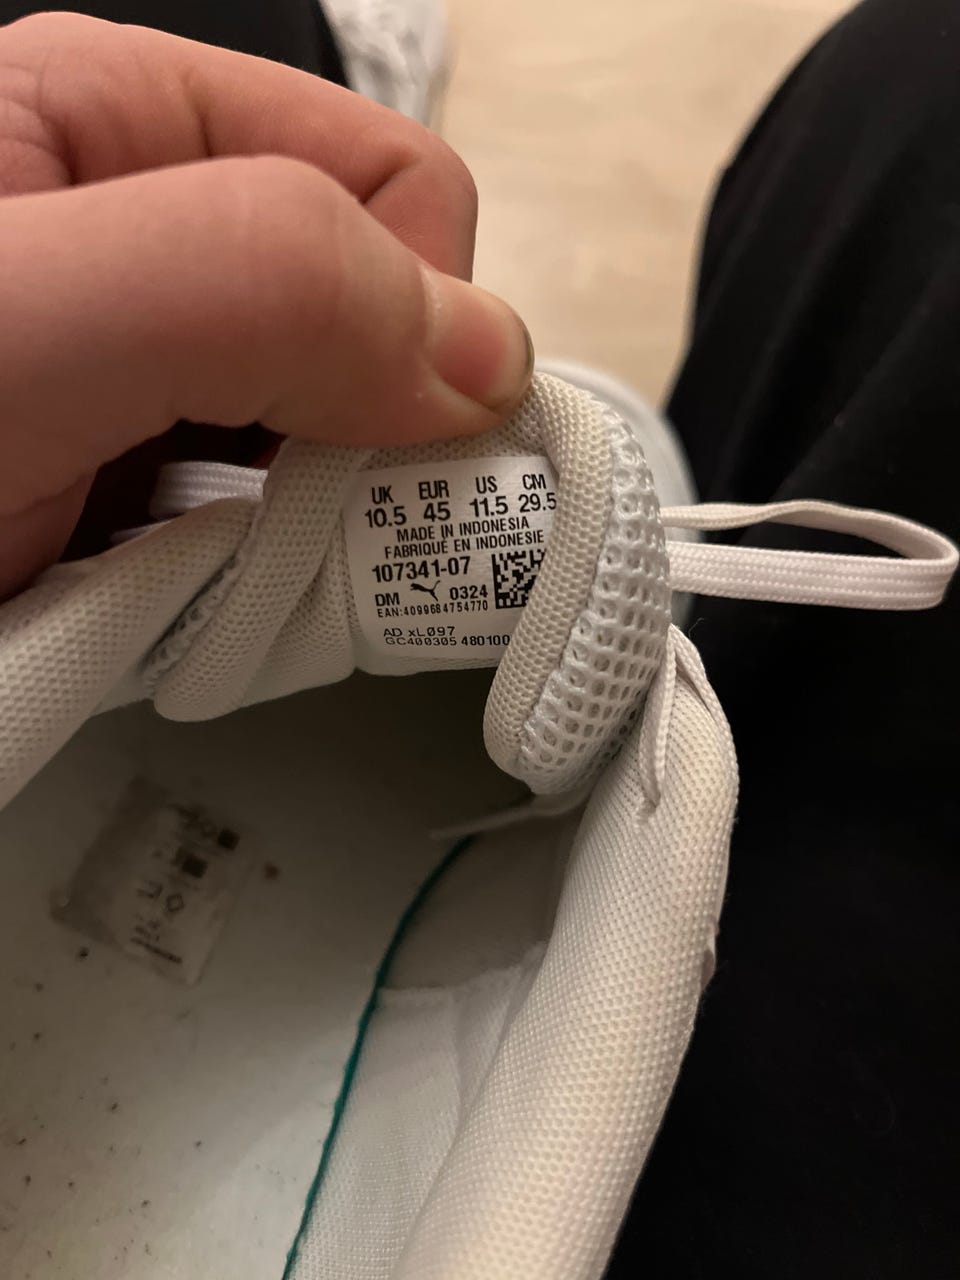 UK EUR US CM
10.5 45 11.5 29.5
MADE IN INDONESIA
FABRIQUÉ EN INDONESIE
107341-07
DM 0324
EAN:4099684754770
AD xL097
GC400305 480100